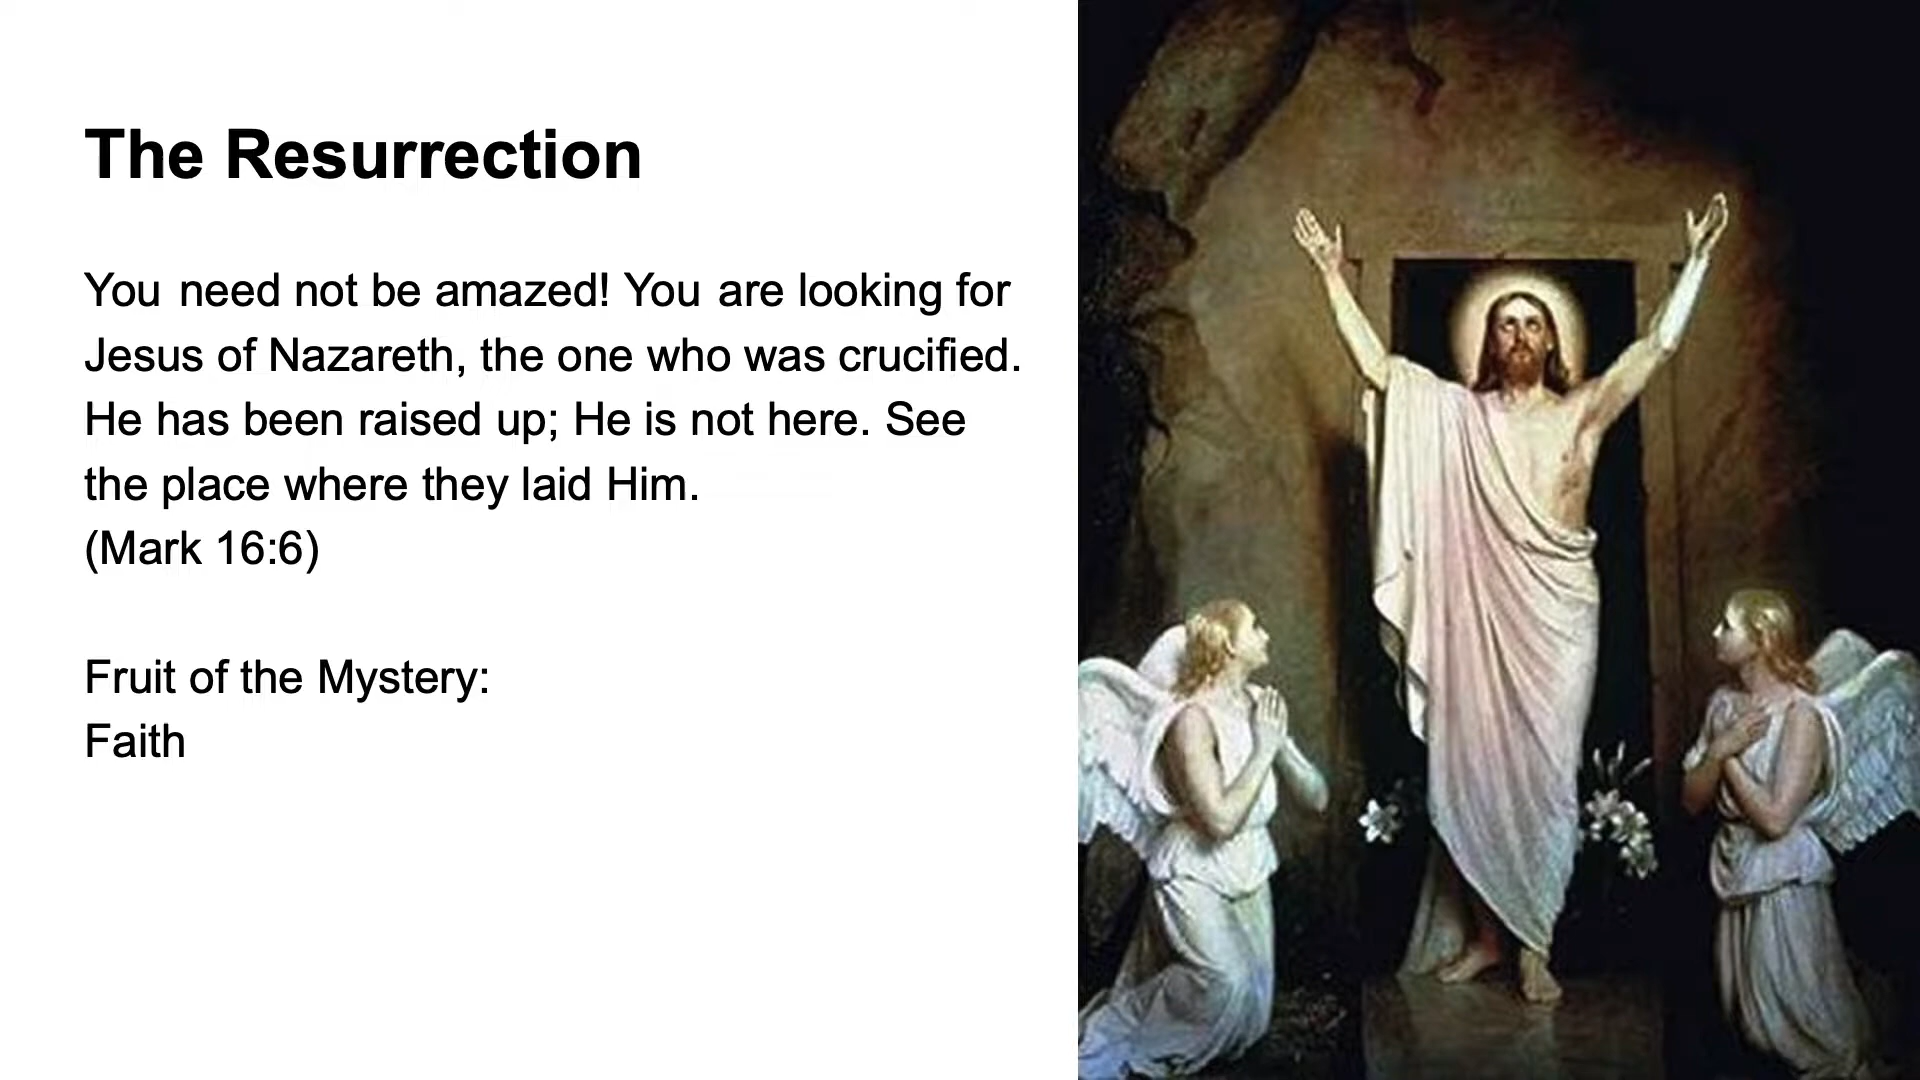 The Resurrection
You need not be amazed! You are looking for
Jesus of Nazareth, the one who was crucified.
He has been raised up; He is not here. See
the place where they laid Him.
(Mark 16:6)
Fruit of the Mystery:
Faith